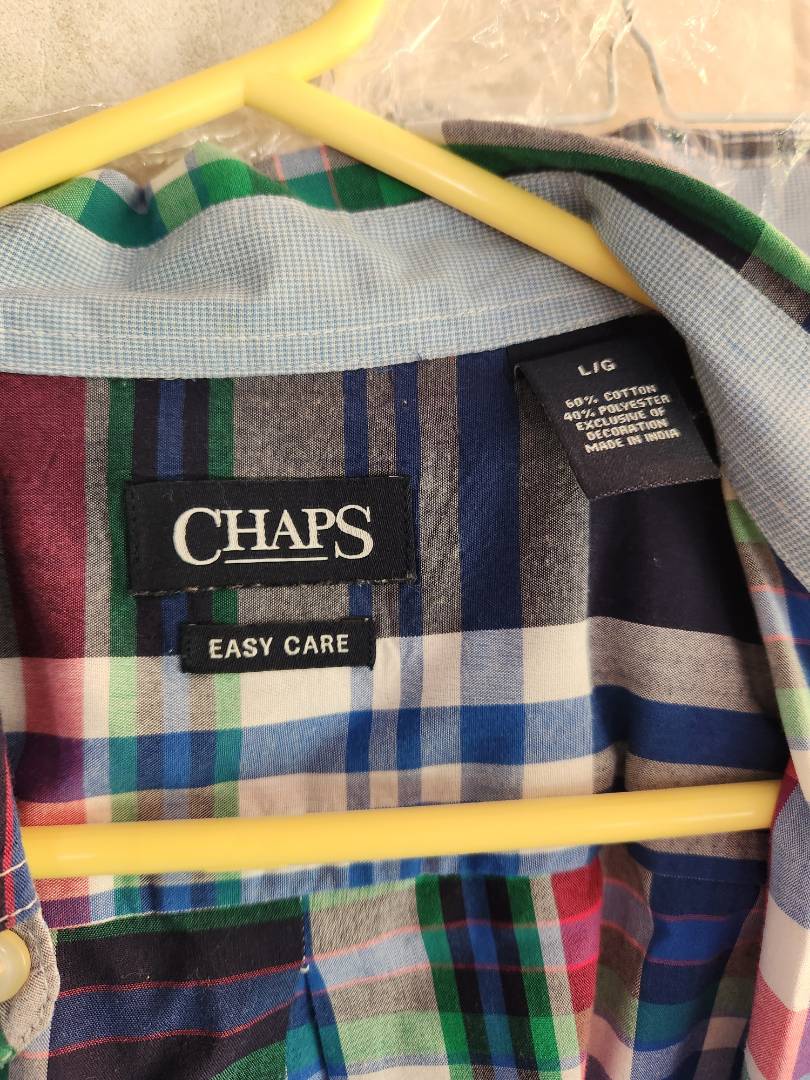 L/G
60% COTTON
40% POLYESTER
EXCLUSIVE OF
DECORATION
MADE IN INDIA
CHAPS
EASY CARE